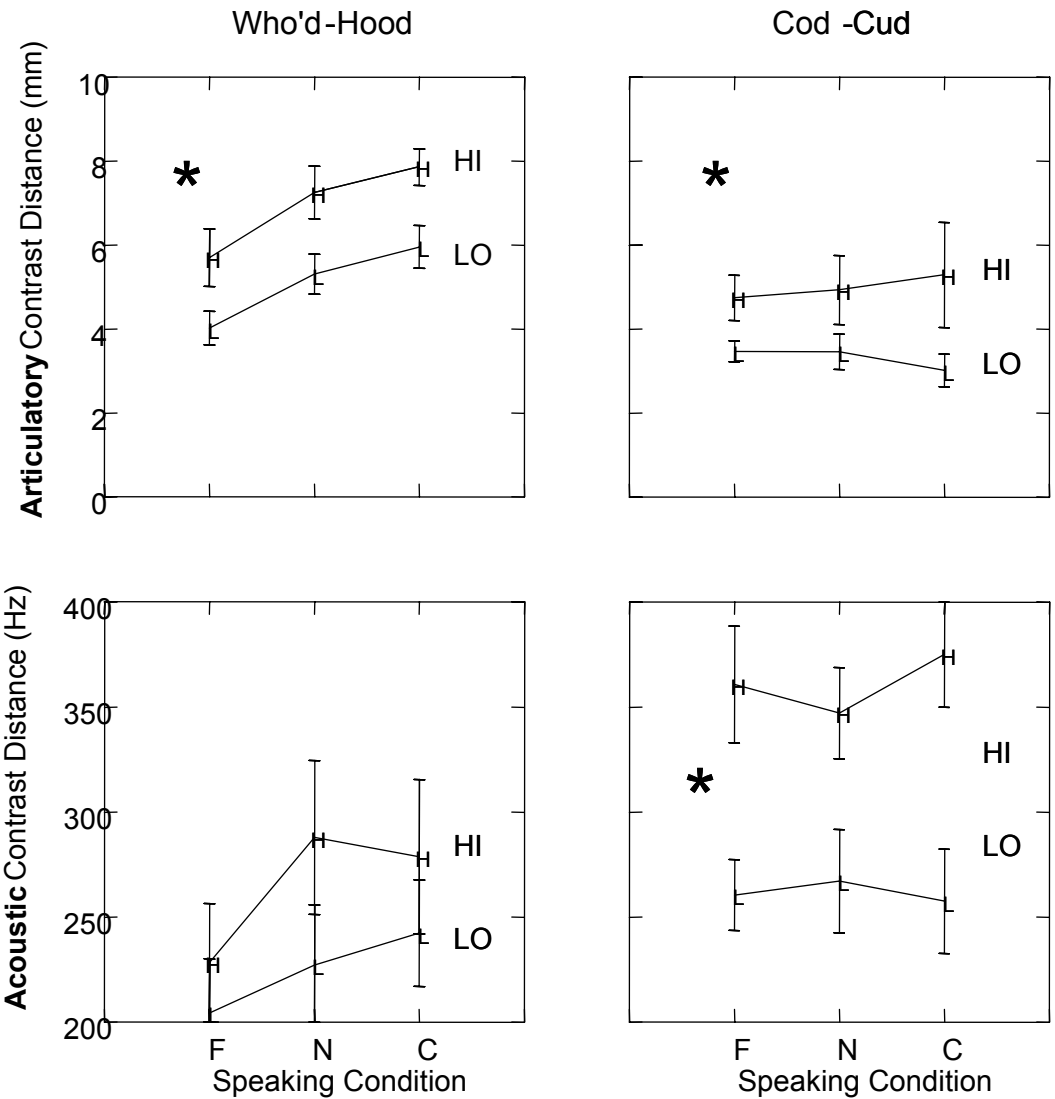 Who'd-Hood
Cod -Cud
Articulatory Contrast Distance (mm)
10
8
6
4
2
0
*
H
H
H
HI
L
L
L
LO
*
H
H
H
HI
L
L
L
LO
Acoustic Contrast Distance (Hz)
400
350
300
250
200
H
H
H
HI
L
L
L
LO
*
H
H
H
HI
LO
L
L
L
F N C
Speaking Condition
F N C
Speaking Condition